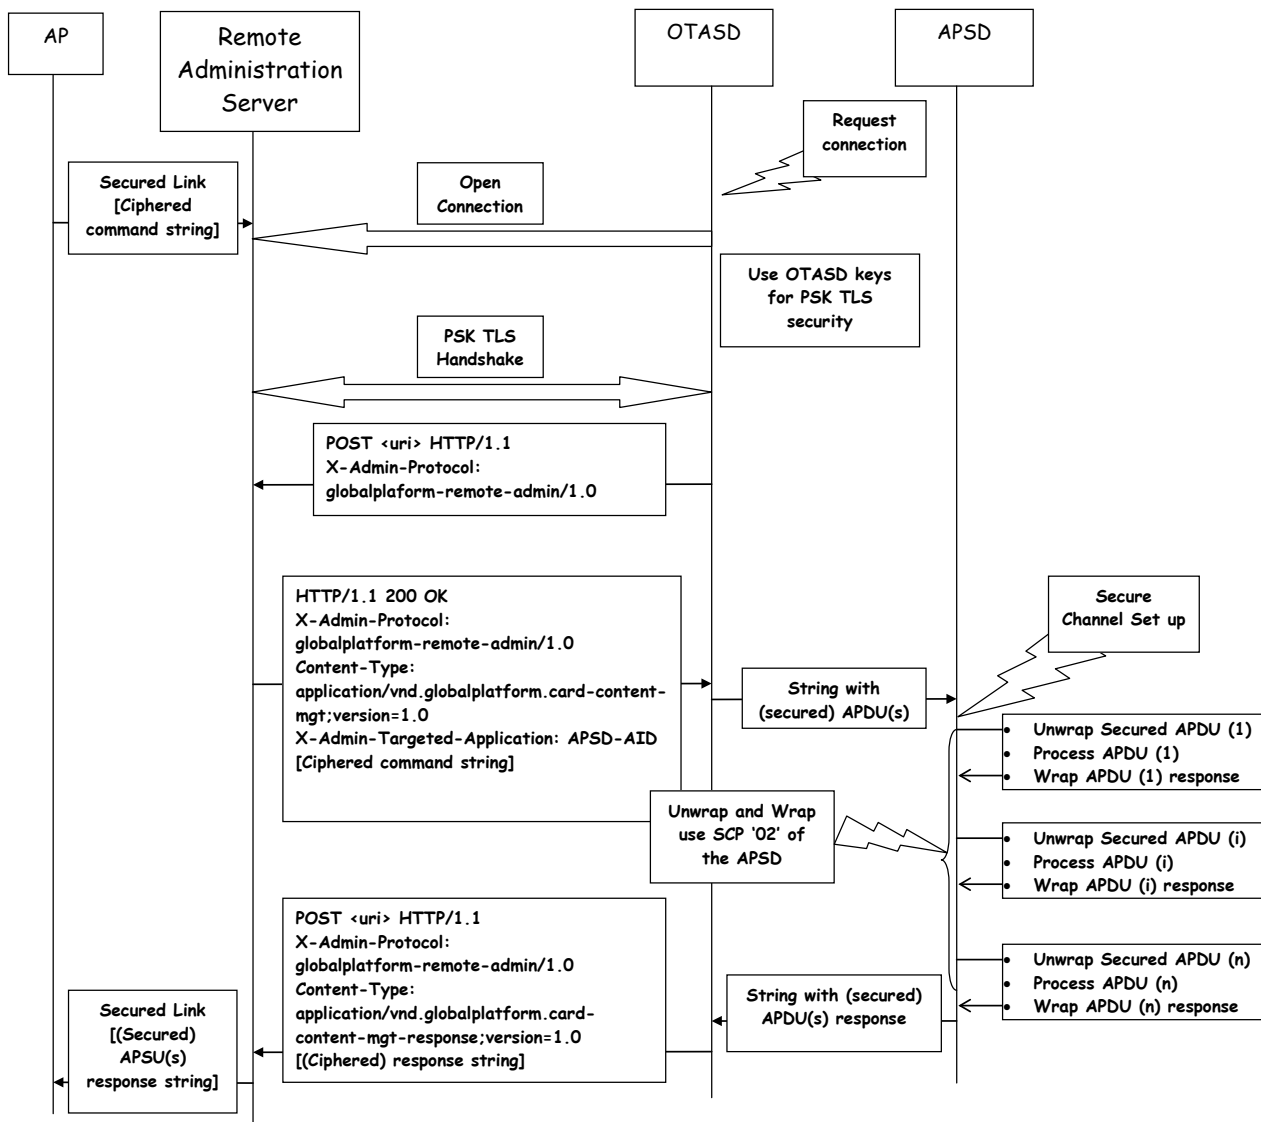 AP
Remote
Administration
Server
OTASD
APSD
Request
connection
Secured Link
[Ciphered
command string]
Open
Connection
Use OTASD keys
for PSK TLS
security
PSK TLS
Handshake
POST <uri> HTTP/1.1
X-Admin-Protocol:
globalplaform-remote-admin/1.0
HTTP/1.1 200 OK
X-Admin-Protocol:
globalplatform-remote-admin/1.0
Content-Type:
application/vnd.globalplatform.card-content-
mgt;version=1.0
X-Admin-Targeted-Application: APSD-AID
[Ciphered command string]
Secure
Channel Set up
String with
(secured) APDU(s)
• Unwrap Secured APDU (1)
• Process APDU (1)
• Wrap APDU (1) response
Unwrap and Wrap
use SCP ‘02’ of
the APSD
• Unwrap Secured APDU (i)
• Process APDU (i)
• Wrap APDU (i) response
POST <uri> HTTP/1.1
X-Admin-Protocol:
globalplatform-remote-admin/1.0
Content-Type:
application/vnd.globalplatform.card-
content-mgt-response;version=1.0
[(Ciphered) response string]
• Unwrap Secured APDU (n)
• Process APDU (n)
• Wrap APDU (n) response
String with (secured)
APDU(s) response
Secured Link
[(Secured)
APSU(s)
response string]